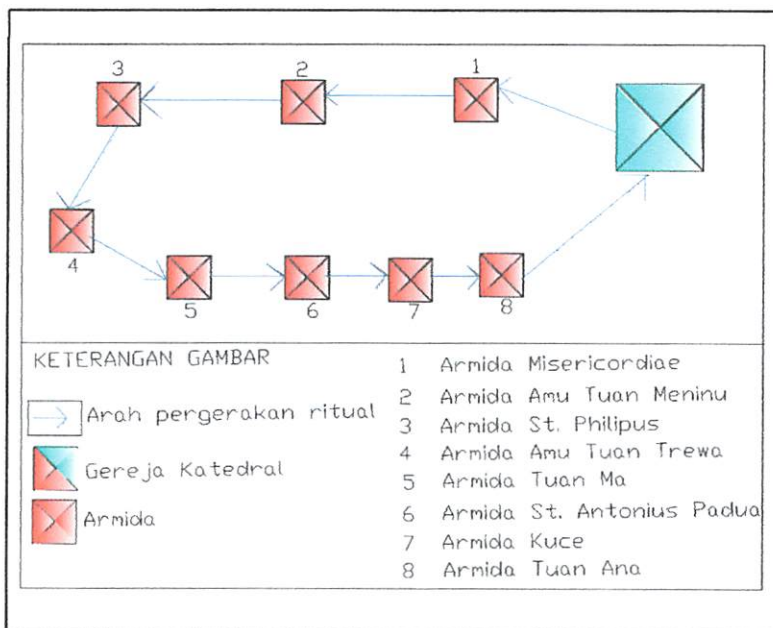 3
2
1
4
5
6
7
8
KETERANGAN GAMBAR
Arah pergerakan ritual
Gereja Katedral
Armida
1 Armida Misericordiae
2 Armida Amu Tuan Meninu
3 Armida St. Philipus
4 Armida Amu Tuan Trewa
5 Armida Tuan Ma
6 Armida St. Antonius Padua
7 Armida Kuce
8 Armida Tuan Ana